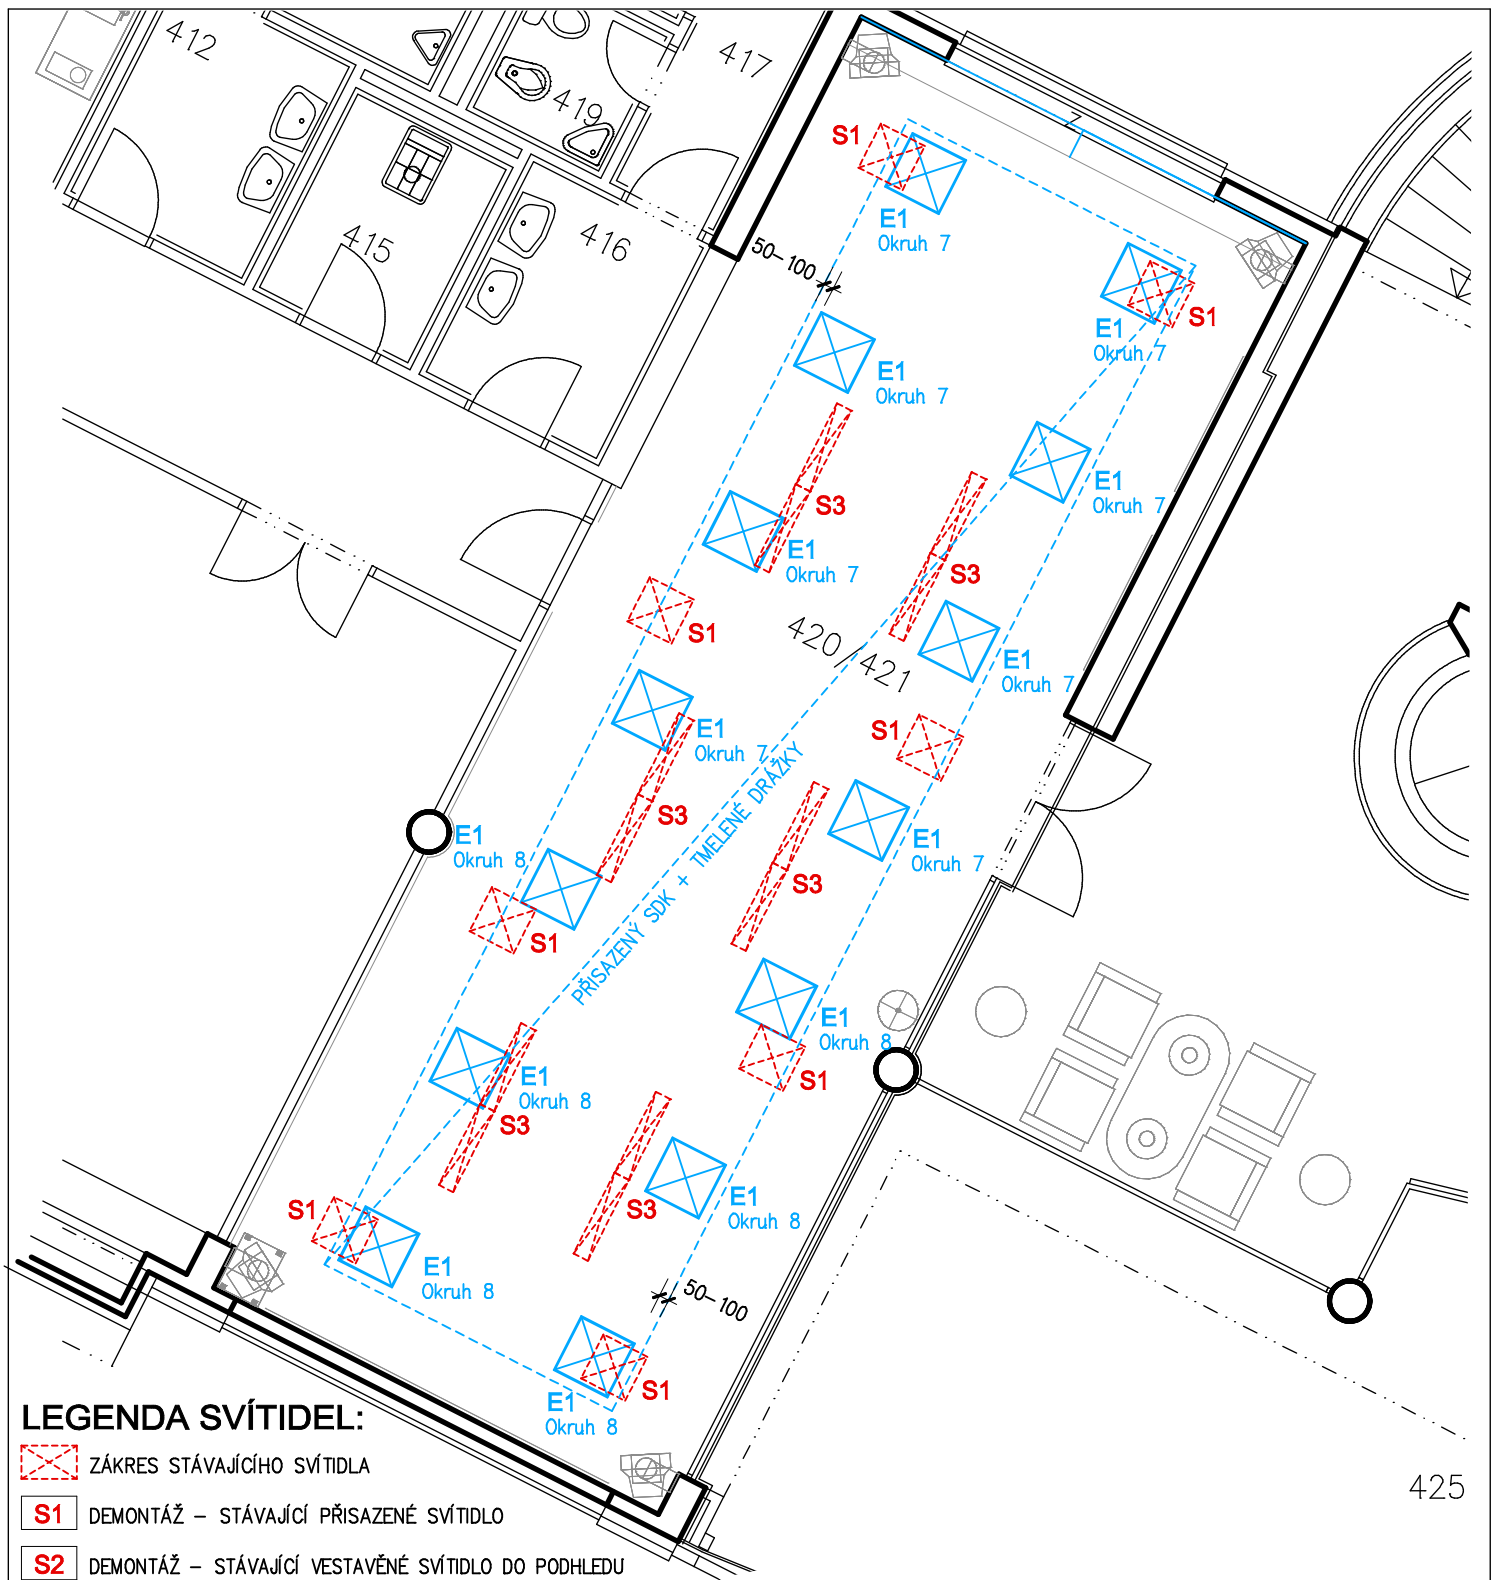 412
417
419
S1
E1
Okruh 7
415
416
50-100
S1
E1
Okruh 7
E1
Okruh 7
S3
E1
Okruh 7
E1
Okruh 7
S3
S1
420/421
E1
Okruh 7
S1
E1
Okruh 7
PŘISAZENÝ SDK + TMELENÉ DRÁŽKY
S3
E1
Okruh 8
E1
Okruh 7
S3
S1
E1
Okruh 8
S1
E1
Okruh 8
S3
S3
E1
Okruh 8
S1
E1
Okruh 8
50-100
S1
E1
Okruh 8
LEGENDA SVÍTIDEL:
ZÁKRES STÁVAJÍCÍHO SVÍTIDLA
425
S1 DEMONTÁŽ – STÁVAJÍCÍ PŘISAZENÉ SVÍTIDLO
S2 DEMONTÁŽ – STÁVAJÍCÍ VESTAVĚNÉ SVÍTIDLO DO PODHLEDU